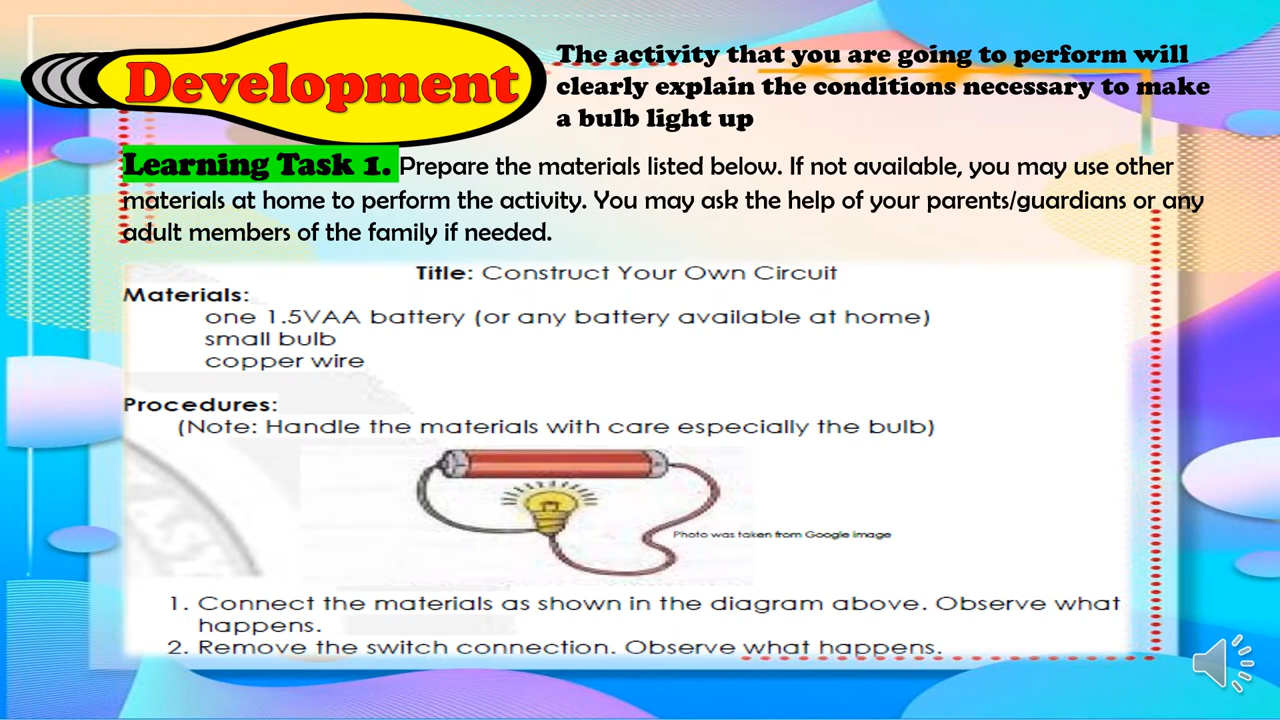 Development
The activity that you are going to perform will
clearly explain the conditions necessary to make
a bulb light up
Learning Task 1. Prepare the materials listed below. If not available, you may use other
materials at home to perform the activity. You may ask the help of your parents/guardians or any
adult members of the family if needed.
Title: Construct Your Own Circuit
Materials:
one 1.5VAA battery (or any battery available at home)
small bulb
copper wire
Procedures:
(Note: Handle the materials with care especially the bulb)
Photo was taken from Google image
1. Connect the materials as shown in the diagram above. Observe what
happens.
2. Remove the switch connection. Observe what happens.